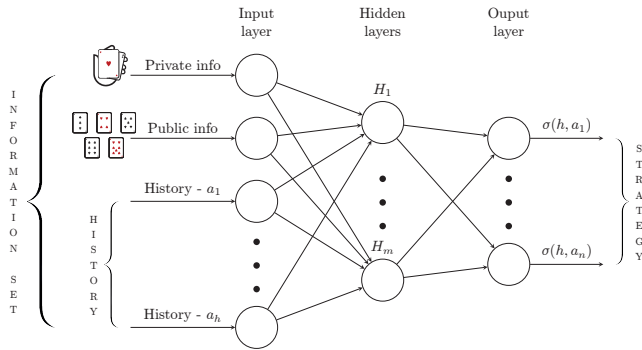 Input
layer
Hidden
layers
Ouput
layer
Private info
Public info
History - a₁
History - aₕ
H₁
Hₘ
σ(h, a₁)
σ(h, aₙ)
INFORMATION SET
HISTORY
STRATEGY